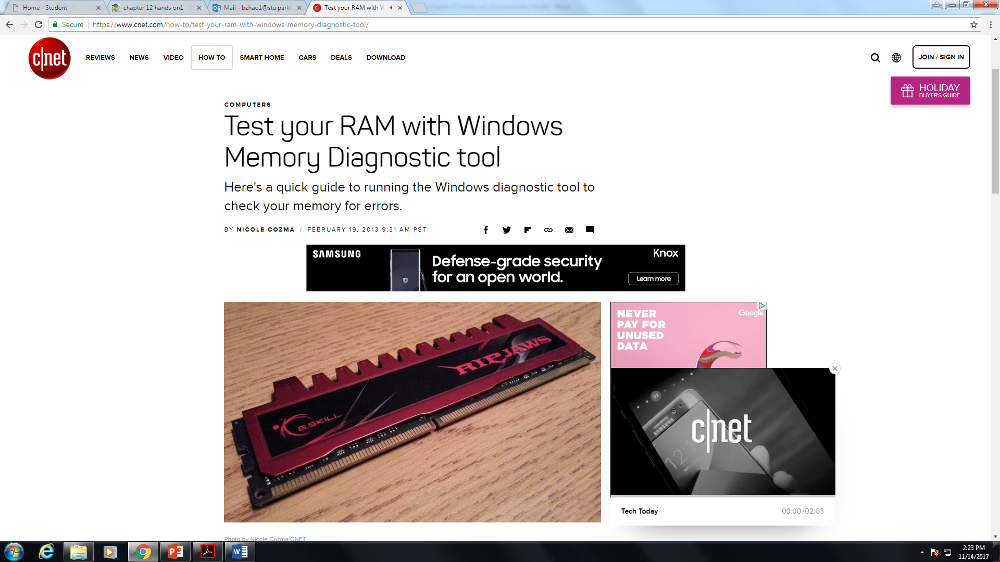 Home - Student
chapter 12 hands on1 -
Mail - bzhao1@stu.parkl
Test your RAM with W
Secure
https://www.cnet.com/how-to/test-your-ram-with-windows-memory-diagnostic-tool/
c|net
REVIEWS NEWS VIDEO HOW TO SMART HOME CARS DEALS DOWNLOAD
JOIN / SIGN IN
HOLIDAY
BUYER'S GUIDE
COMPUTERS
Test your RAM with Windows
Memory Diagnostic tool
Here's a quick guide to running the Windows diagnostic tool to
check your memory for errors.
BY NICOLE COZMA / FEBRUARY 19, 2013 9:31 AM PST
SAMSUNG
Defense-grade security
for an open world.
Knox
Learn more
RIPJAWS
G.SKILL
NEVER
PAY FOR
UNUSED
DATA
Google
02
SAMSUNG
12:1
c|net
Tech Today
00:00/02:03
Photo by Nicole Cozma/CNET
2:23 PM
11/14/2017